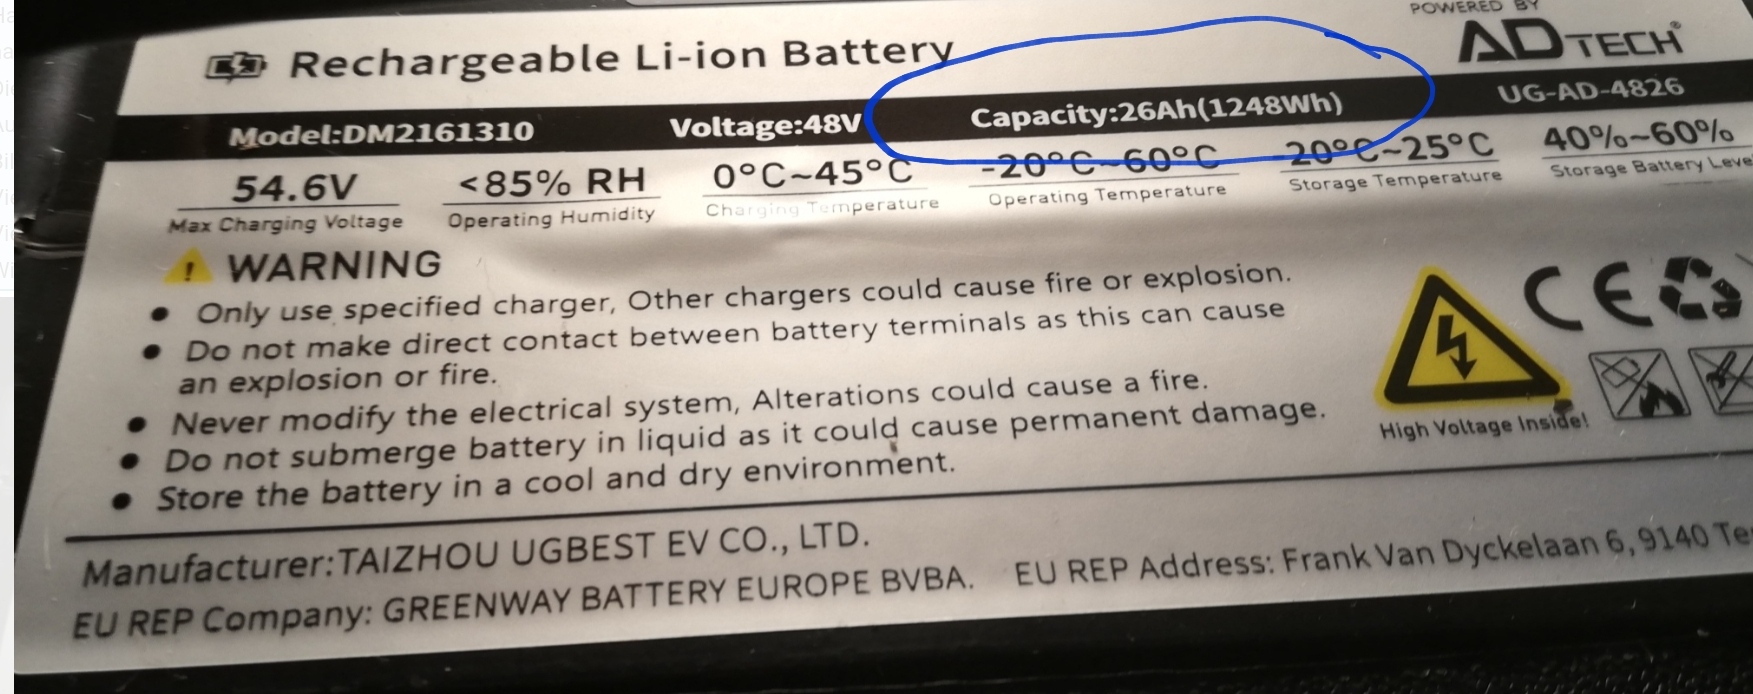 POWERED BY
ADTECH®
Rechargeable Li-ion Battery
Model:DM2161310 Voltage:48V Capacity:26Ah(1248Wh) UG-AD-4826
54.6V <85% RH 0°C~45°C -20°C~60°C -20°C~25°C 40%~60%
Max Charging Voltage Operating Humidity Charging Temperature Operating Temperature Storage Temperature Storage Battery Leve
WARNING
• Only use specified charger, Other chargers could cause fire or explosion.
• Do not make direct contact between battery terminals as this can cause
an explosion or fire.
• Never modify the electrical system, Alterations could cause a fire.
• Do not submerge battery in liquid as it could cause permanent damage.
• Store the battery in a cool and dry environment.
CE
High Voltage Inside!
Manufacturer:TAIZHOU UGBEST EV CO., LTD.
EU REP Company: GREENWAY BATTERY EUROPE BVBA. EU REP Address: Frank Van Dyckelaan 6, 9140 Te